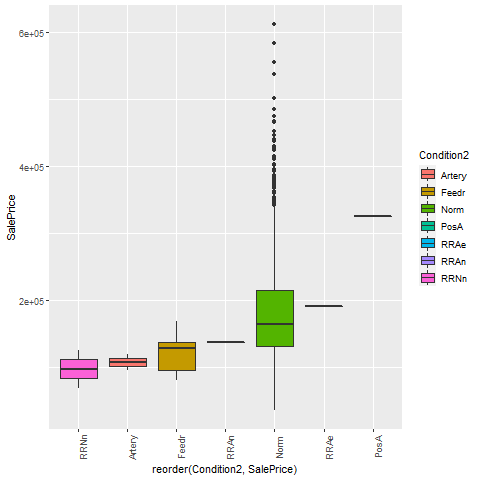 6e+05
4e+05
2e+05
SalePrice
RRNn
Artery
Feedr
RRAn
Norm
RRAe
PosA
reorder(Condition2, SalePrice)
Condition2
Artery
Feedr
Norm
PosA
RRAe
RRAn
RRNn